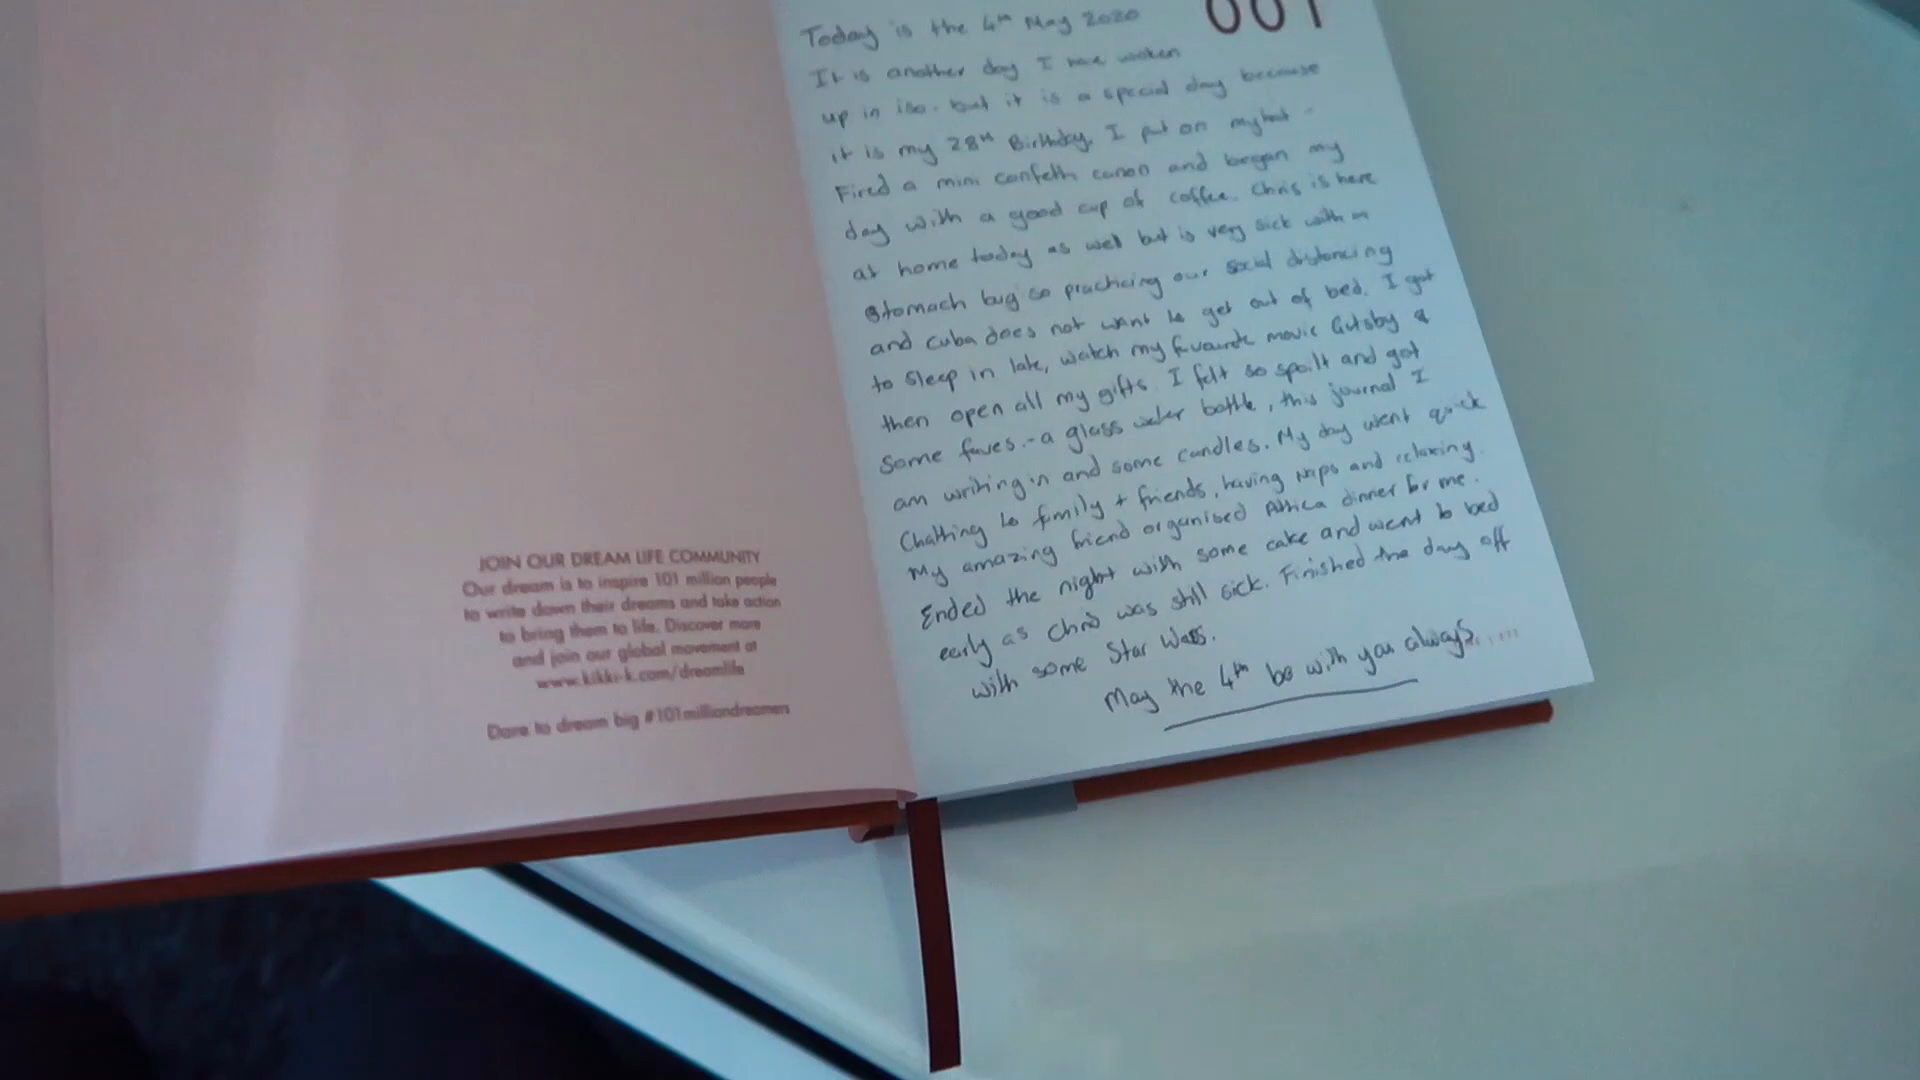 JOIN OUR DREAM LIFE COMMUNITY
Our dream is to inspire 101 million people
to write down their dreams and take action
to bring them to life. Discover more
and join our global movement at
www.kikki-k.com/dreamlife
Dare to dream big #101milliondreamers
001
Today is the 4th May 2020
It is another day I have woken
up in iso - but it is a special day because
it is my 28th Birthday. I put on my hat -
Fired a mini confetti canon and began my
day with a good cup of coffee. Chris is here
at home today as well but is very sick with a
stomach bug so practicing our social distancing
and Cuba does not want to get out of bed. I got
to sleep in late, watch my favourite movie Gatsby &
then open all my gifts. I felt so spoilt and got
some faves. - a glass water bottle, this journal I
am writing in and some candles. My day went quick
Chatting to family + friends, having naps and relaxing.
My amazing friend organised Attica dinner for me.
Ended the night with some cake and went to bed
early as Chris was still sick. Finished the day off
with some Star Wars.
May the 4th be with you always......